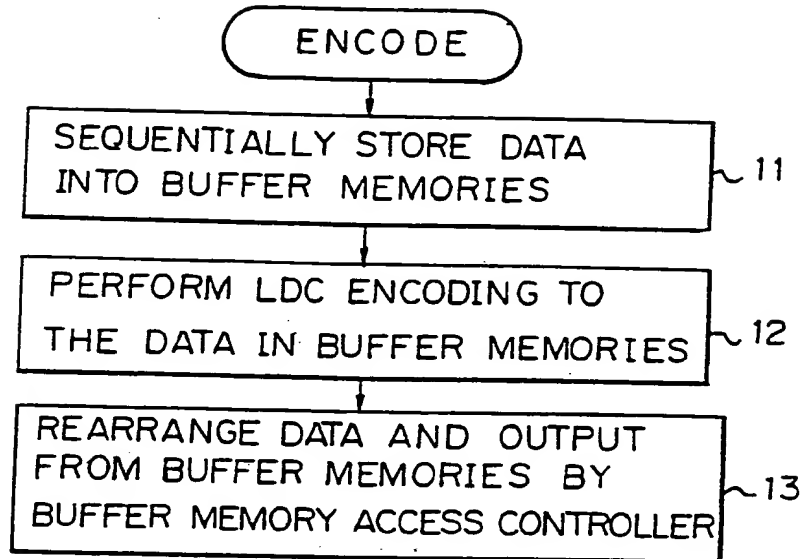 ENCODE
SEQUENTIALLY STORE DATA
INTO BUFFER MEMORIES
11
PERFORM LDC ENCODING TO
THE DATA IN BUFFER MEMORIES
12
REARRANGE DATA AND OUTPUT
FROM BUFFER MEMORIES BY
BUFFER MEMORY ACCESS CONTROLLER
13